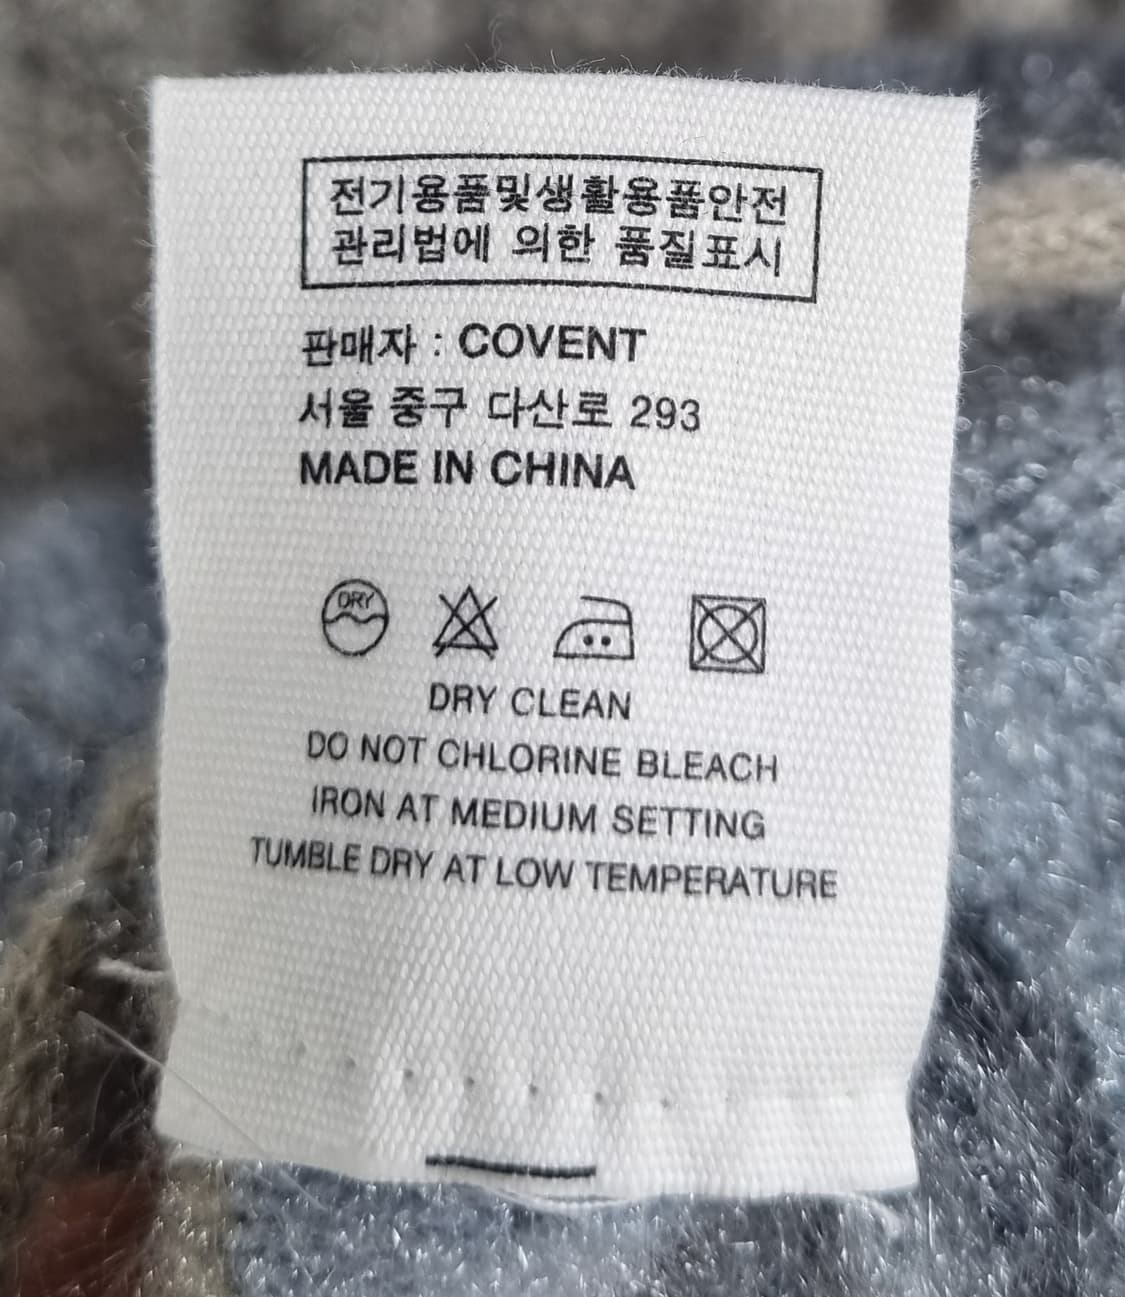 전기용품및생활용품안전
관리법에 의한 품질표시
판매자 : COVENT
서울 중구 다산로 293
MADE IN CHINA
DRY
DRY CLEAN
DO NOT CHLORINE BLEACH
IRON AT MEDIUM SETTING
TUMBLE DRY AT LOW TEMPERATURE